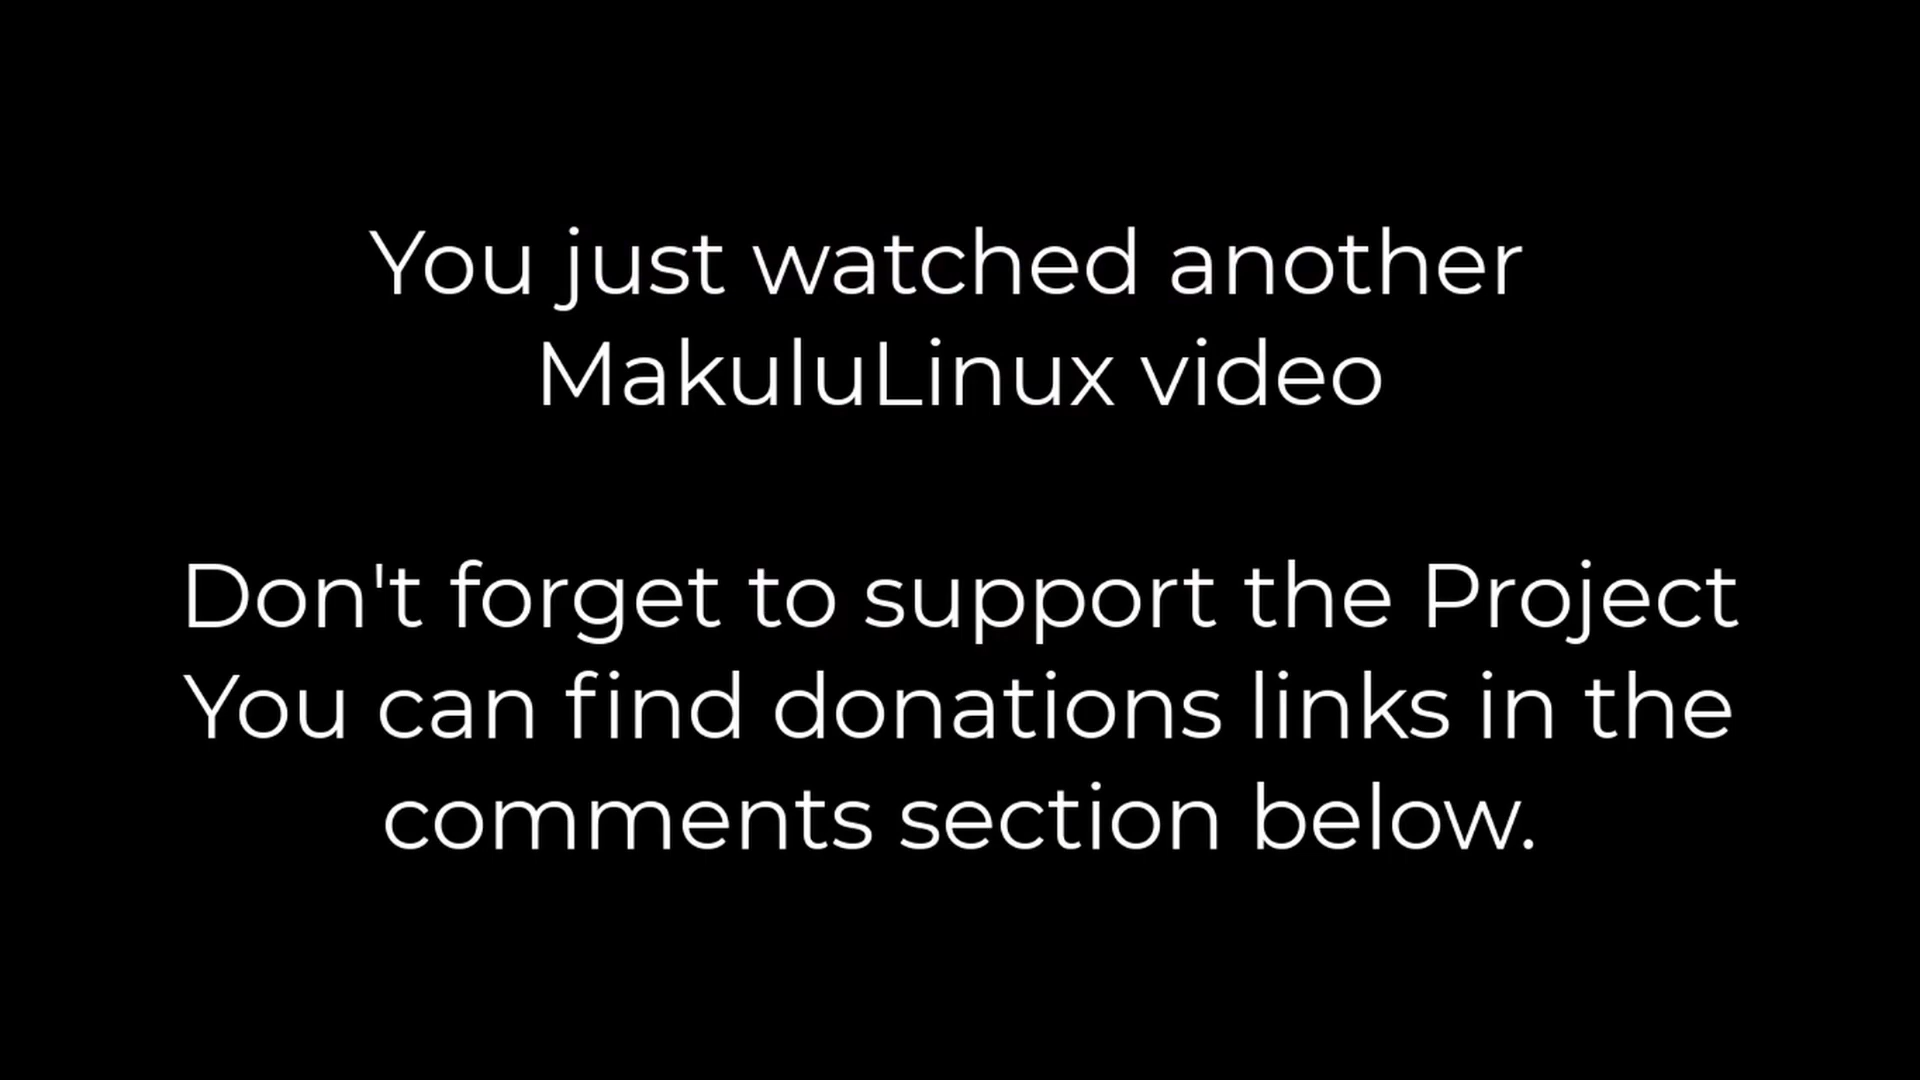 You just watched another
MakuluLinux video
Don't forget to support the Project
You can find donations links in the
comments section below.